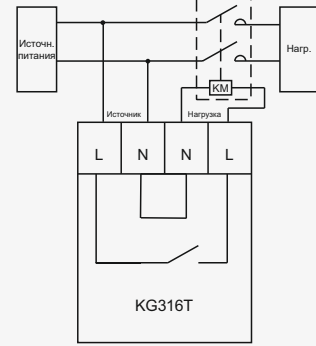 Источн.
питания
Нагр.
KM
Источник
Нагрузка
L
N
N
L
KG316T